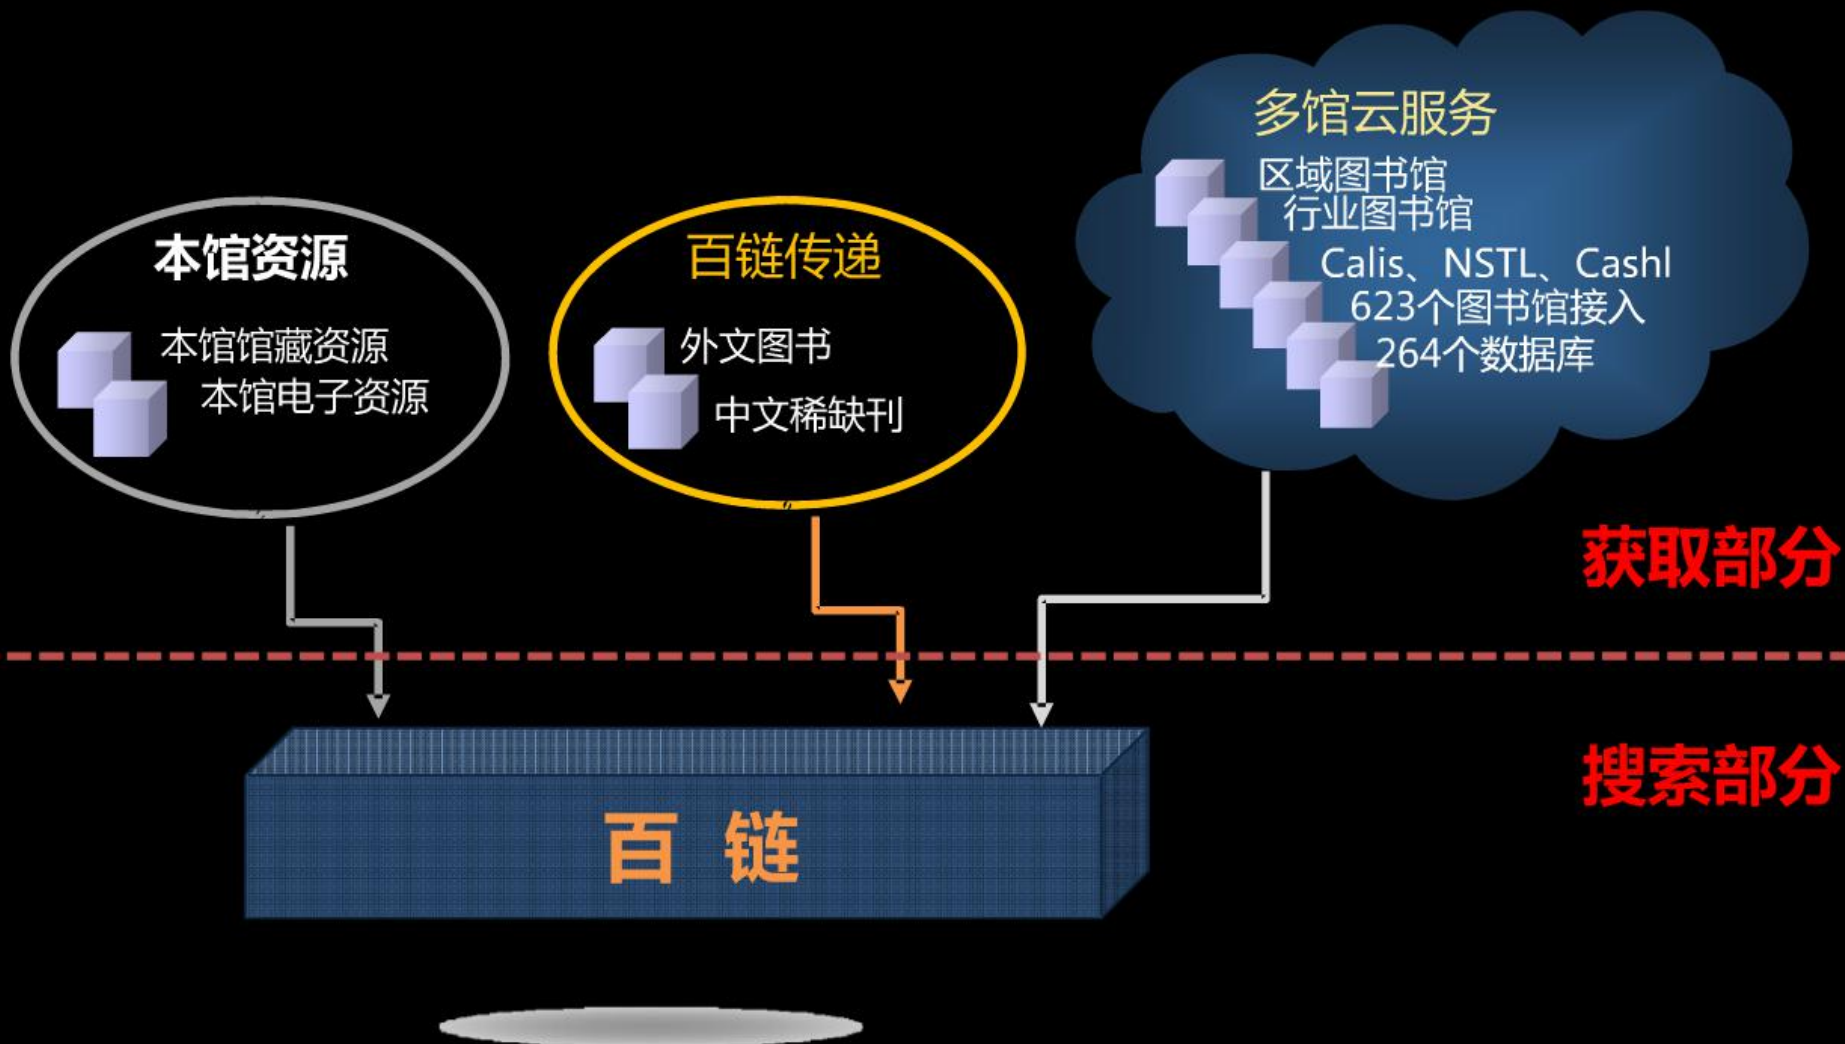 本馆资源
本馆馆藏资源
本馆电子资源
百链传递
外文图书
中文稀缺刊
多馆云服务
区域图书馆
行业图书馆
Calis、NSTL、Cashl
623个图书馆接入
264个数据库
获取部分
搜索部分
百 链